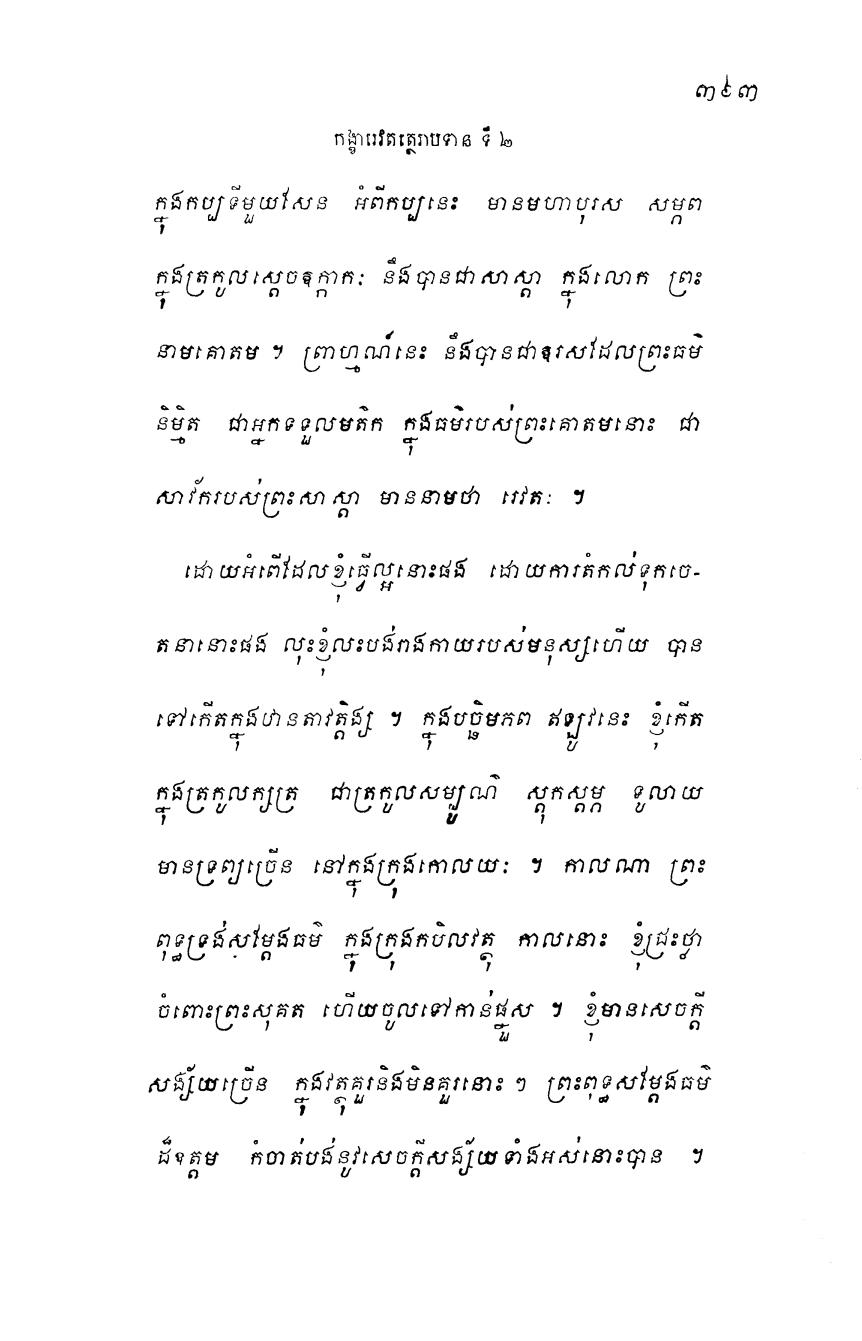 ៣៩៣
កង្ខារេវតត្ថេរាបទាន ទី ២
ក្នុងកប្បទីមួយសែន អំពីកប្បនេះ មានមហាបុរស សម្ភព
ក្នុងត្រកូលស្តេចឧក្កាកៈ នឹងបានជាសាស្តា ក្នុងលោក ព្រះ
នាមគោតម ។ ព្រាហ្មណ៍នេះ នឹងបានជាឧរសដែលព្រះធម៌
និម្មិត ជាអ្នកទទួលមតិក ក្នុងធម៌របស់ព្រះគោតមនោះ ជា
សាវ័ករបស់ព្រះសាស្តា មាននាមថា រេវតៈ ។
ដោយអំពើដែលខ្ញុំធ្វើល្អនោះផង ដោយការតំកល់ទុកចេ-
តនានោះផង លុះខ្ញុំលះបង់រាងកាយរបស់មនុស្សហើយ បាន
ទៅកើតក្នុងឋានតាវត្តិង្ស ។ ក្នុងបច្ឆិមភព ឥឡូវនេះ ខ្ញុំកើត
ក្នុងត្រកូលក្សត្រ ជាត្រកូលសម្បូណ៌ ស្តុកស្តម្ភ ទូលាយ
មានទ្រព្យច្រើន នៅក្នុងក្រុងកោលយៈ ។ កាលណា ព្រះ
ពុទ្ធទ្រង់សម្តែងធម៌ ក្នុងក្រុងកបិលវត្ថុ កាលនោះ ខ្ញុំជ្រះថ្លា
ចំពោះព្រះសុគត ហើយចូលទៅកាន់ផ្នួស ។ ខ្ញុំមានសេចក្តី
សង្ស័យច្រើន ក្នុងវត្ថុគួរនិងមិនគួរនោះ ៗ ព្រះពុទ្ធសម្តែងធម៌
ដ៏ឧត្តម កំចាត់បង់នូវសេចក្តីសង្ស័យទាំងអស់នោះបាន ។